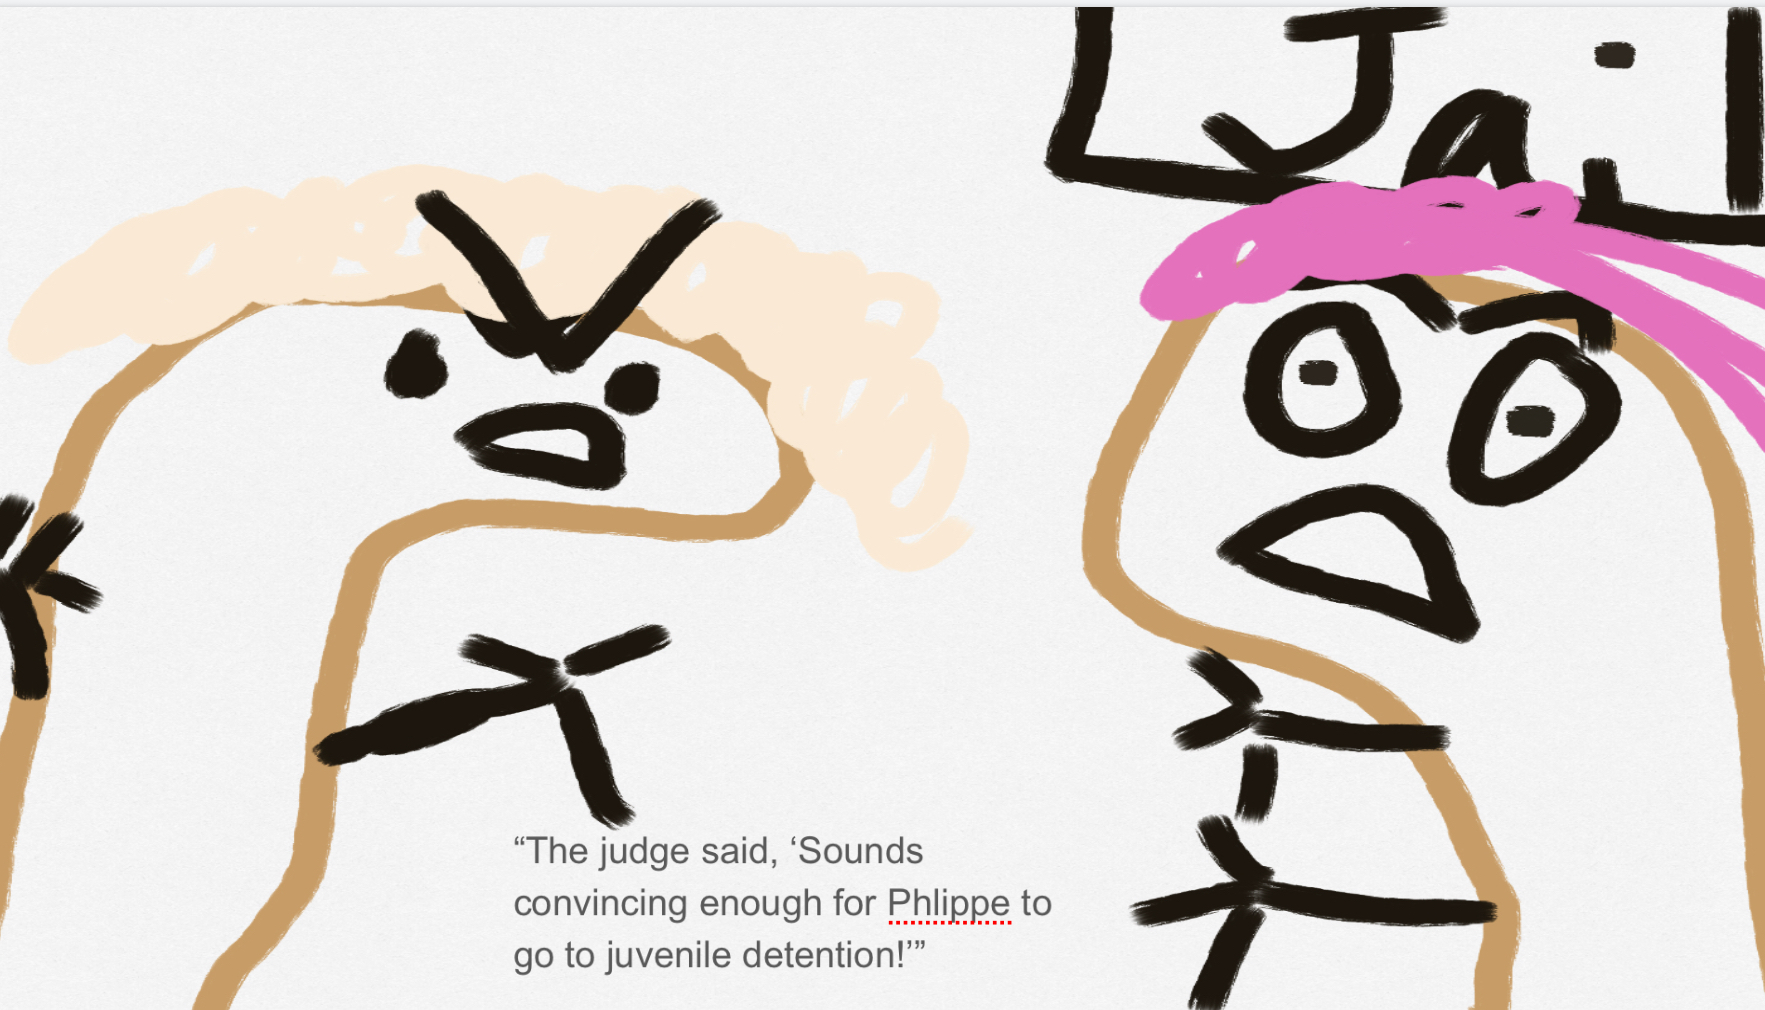 Jail
“The judge said, ‘Sounds
convincing enough for Phlippe to
go to juvenile detention!’”